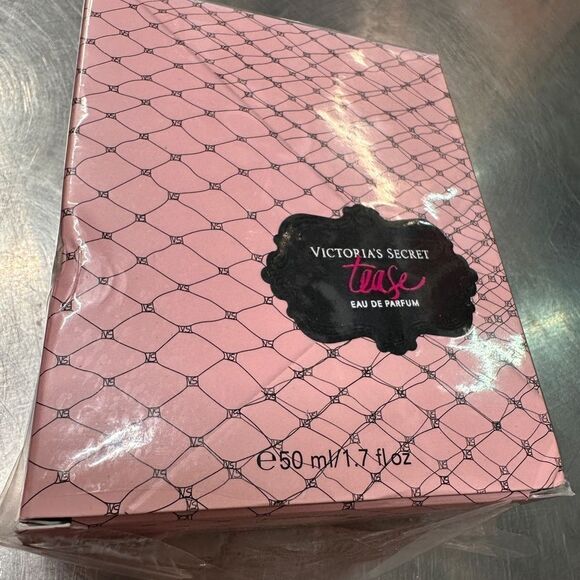 VICTORIA'S SECRET
tease
EAU DE PARFUM
℮50 ml/1.7 fl oz